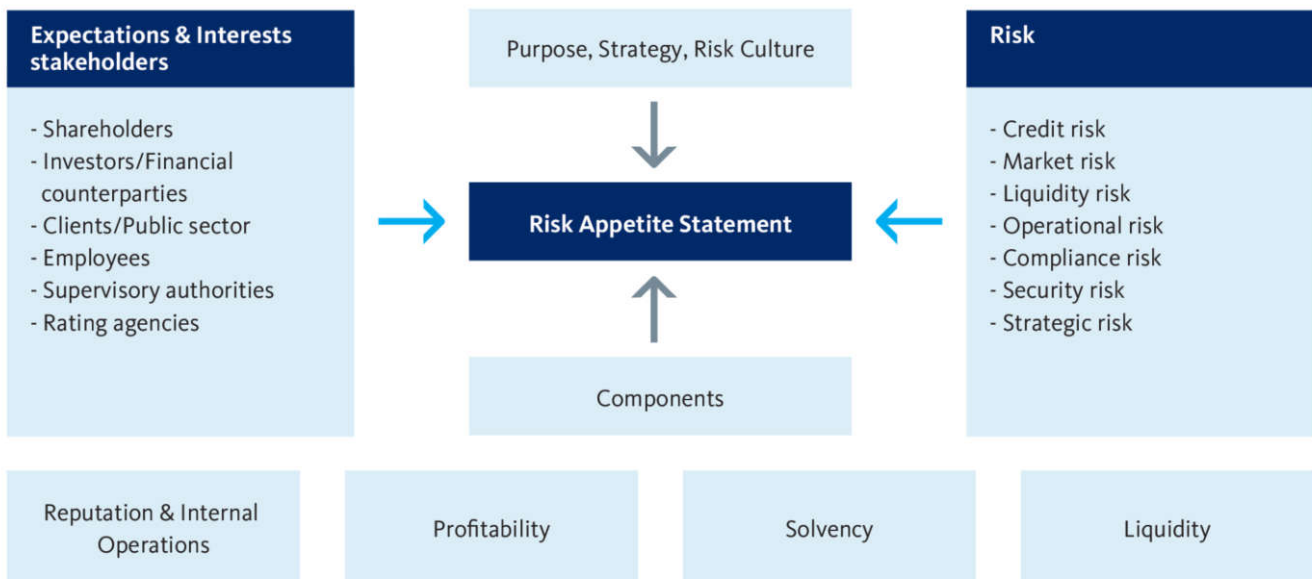 Expectations & Interests
stakeholders
- Shareholders
- Investors/Financial
counterparties
- Clients/Public sector
- Employees
- Supervisory authorities
- Rating agencies
Purpose, Strategy, Risk Culture
Risk Appetite Statement
Components
Risk
- Credit risk
- Market risk
- Liquidity risk
- Operational risk
- Compliance risk
- Security risk
- Strategic risk
Reputation & Internal
Operations
Profitability
Solvency
Liquidity